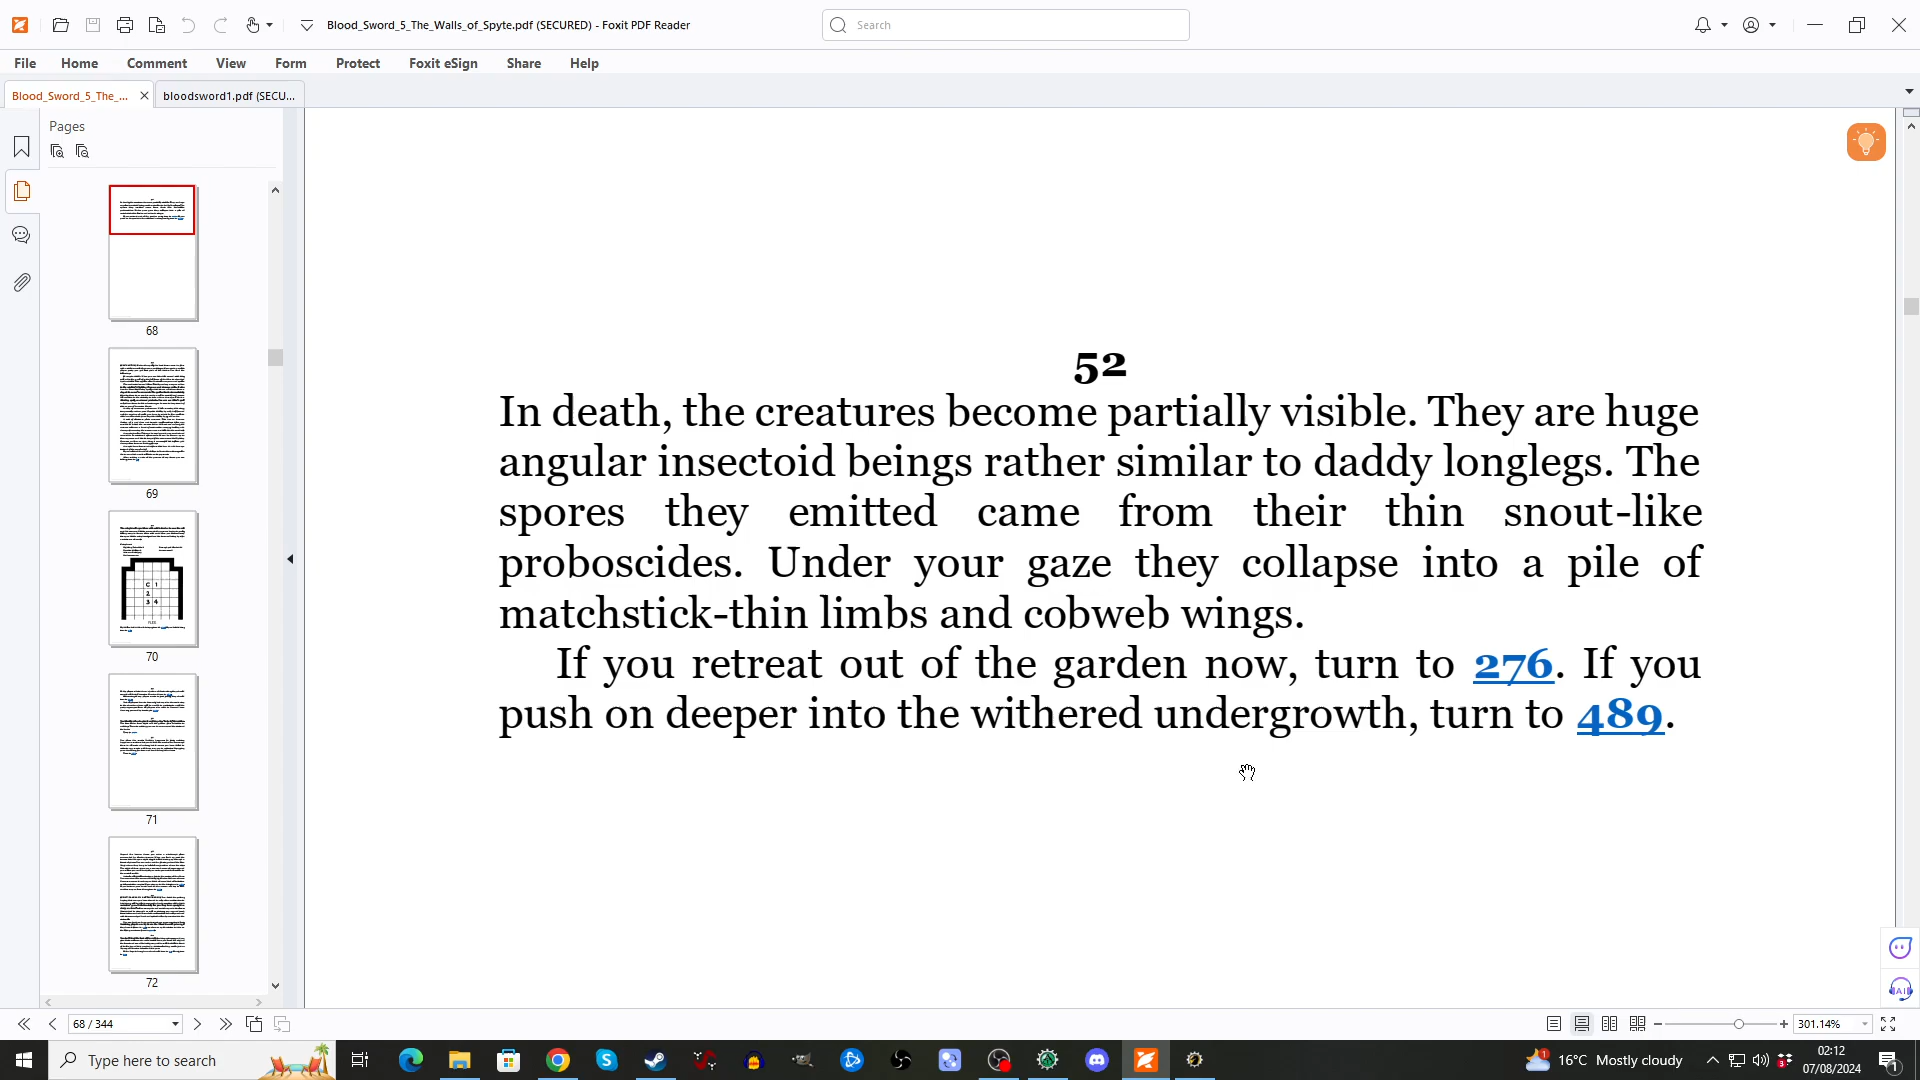 Blood_Sword_5_The_Walls_of_Spyte.pdf (SECURED) - Foxit PDF Reader
Search
File Home Comment View Form Protect Foxit eSign Share Help
Blood_Sword_5_The_... bloodsword1.pdf (SECU...
Pages
68
69
70
71
72
52
In death, the creatures become partially visible. They are huge
angular insectoid beings rather similar to daddy longlegs. The
spores they emitted came from their thin snout-like
proboscides. Under your gaze they collapse into a pile of
matchstick-thin limbs and cobweb wings.
If you retreat out of the garden now, turn to 276. If you
push on deeper into the withered undergrowth, turn to 489.
AI
68 / 344
301.14%
Type here to search
16°C Mostly cloudy
02:12
07/08/2024